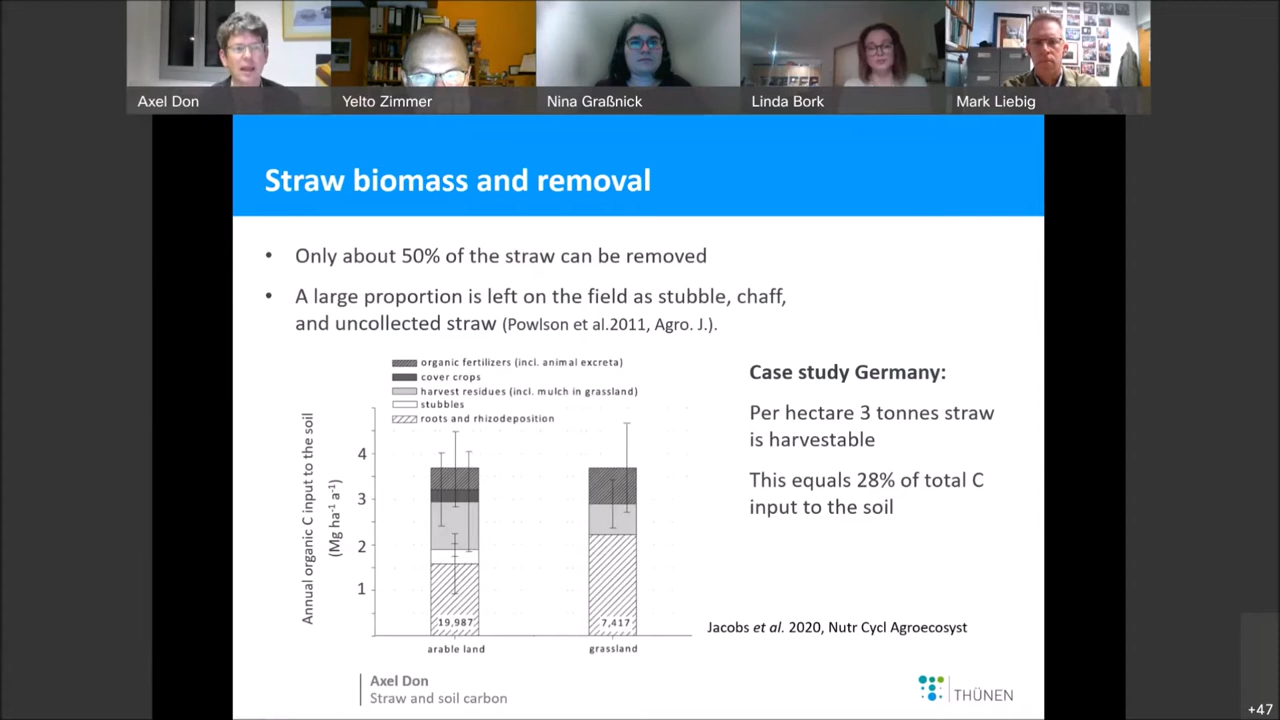 Axel Don
Yelto Zimmer
Nina Graßnick
Linda Bork
Mark Liebig
Straw biomass and removal
• Only about 50% of the straw can be removed
• A large proportion is left on the field as stubble, chaff,
and uncollected straw (Powlson et al.2011, Agro. J.).
organic fertilizers (incl. animal excreta)
cover crops
harvest residues (incl. mulch in grassland)
stubbles
roots and rhizodeposition
Annual organic C input to the soil
(Mg ha-1 a-1)
4
3
2
1
19,987
7,417
arable land
grassland
Case study Germany:
Per hectare 3 tonnes straw
is harvestable
This equals 28% of total C
input to the soil
Jacobs et al. 2020, Nutr Cycl Agroecosyst
Axel Don
Straw and soil carbon
THÜNEN
+47